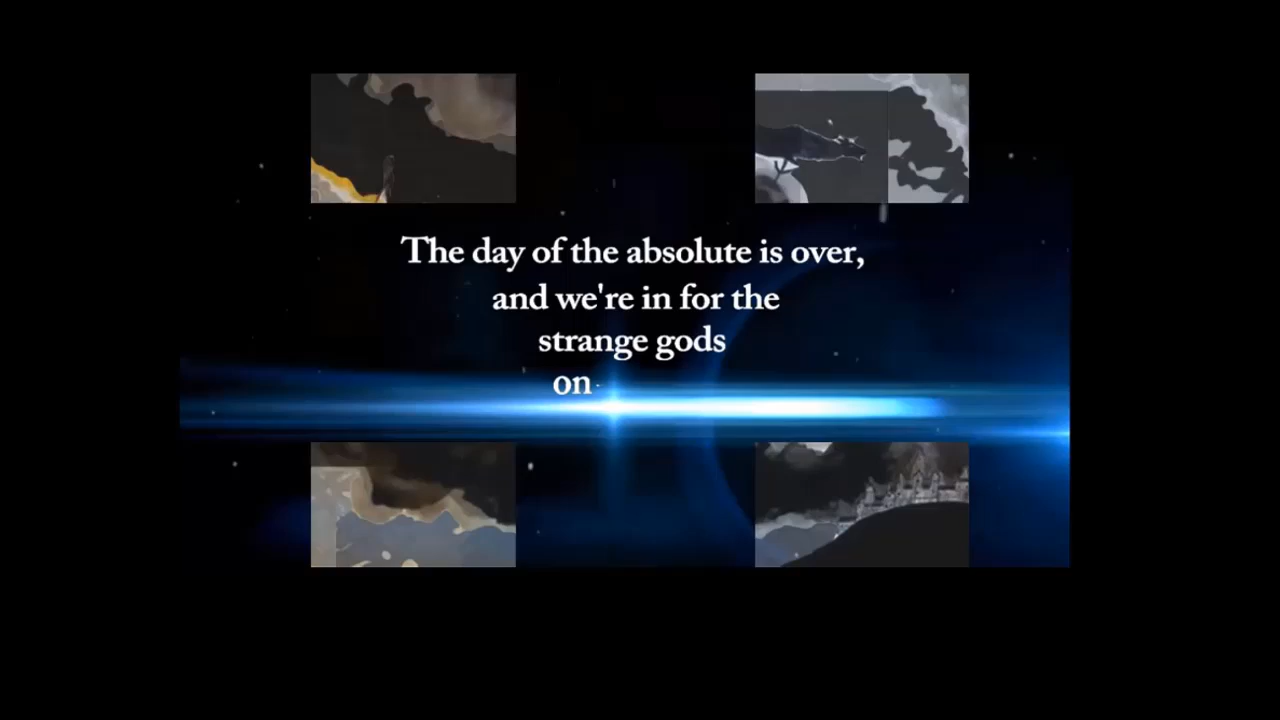 The day of the absolute is over,
and we're in for the
strange gods
on